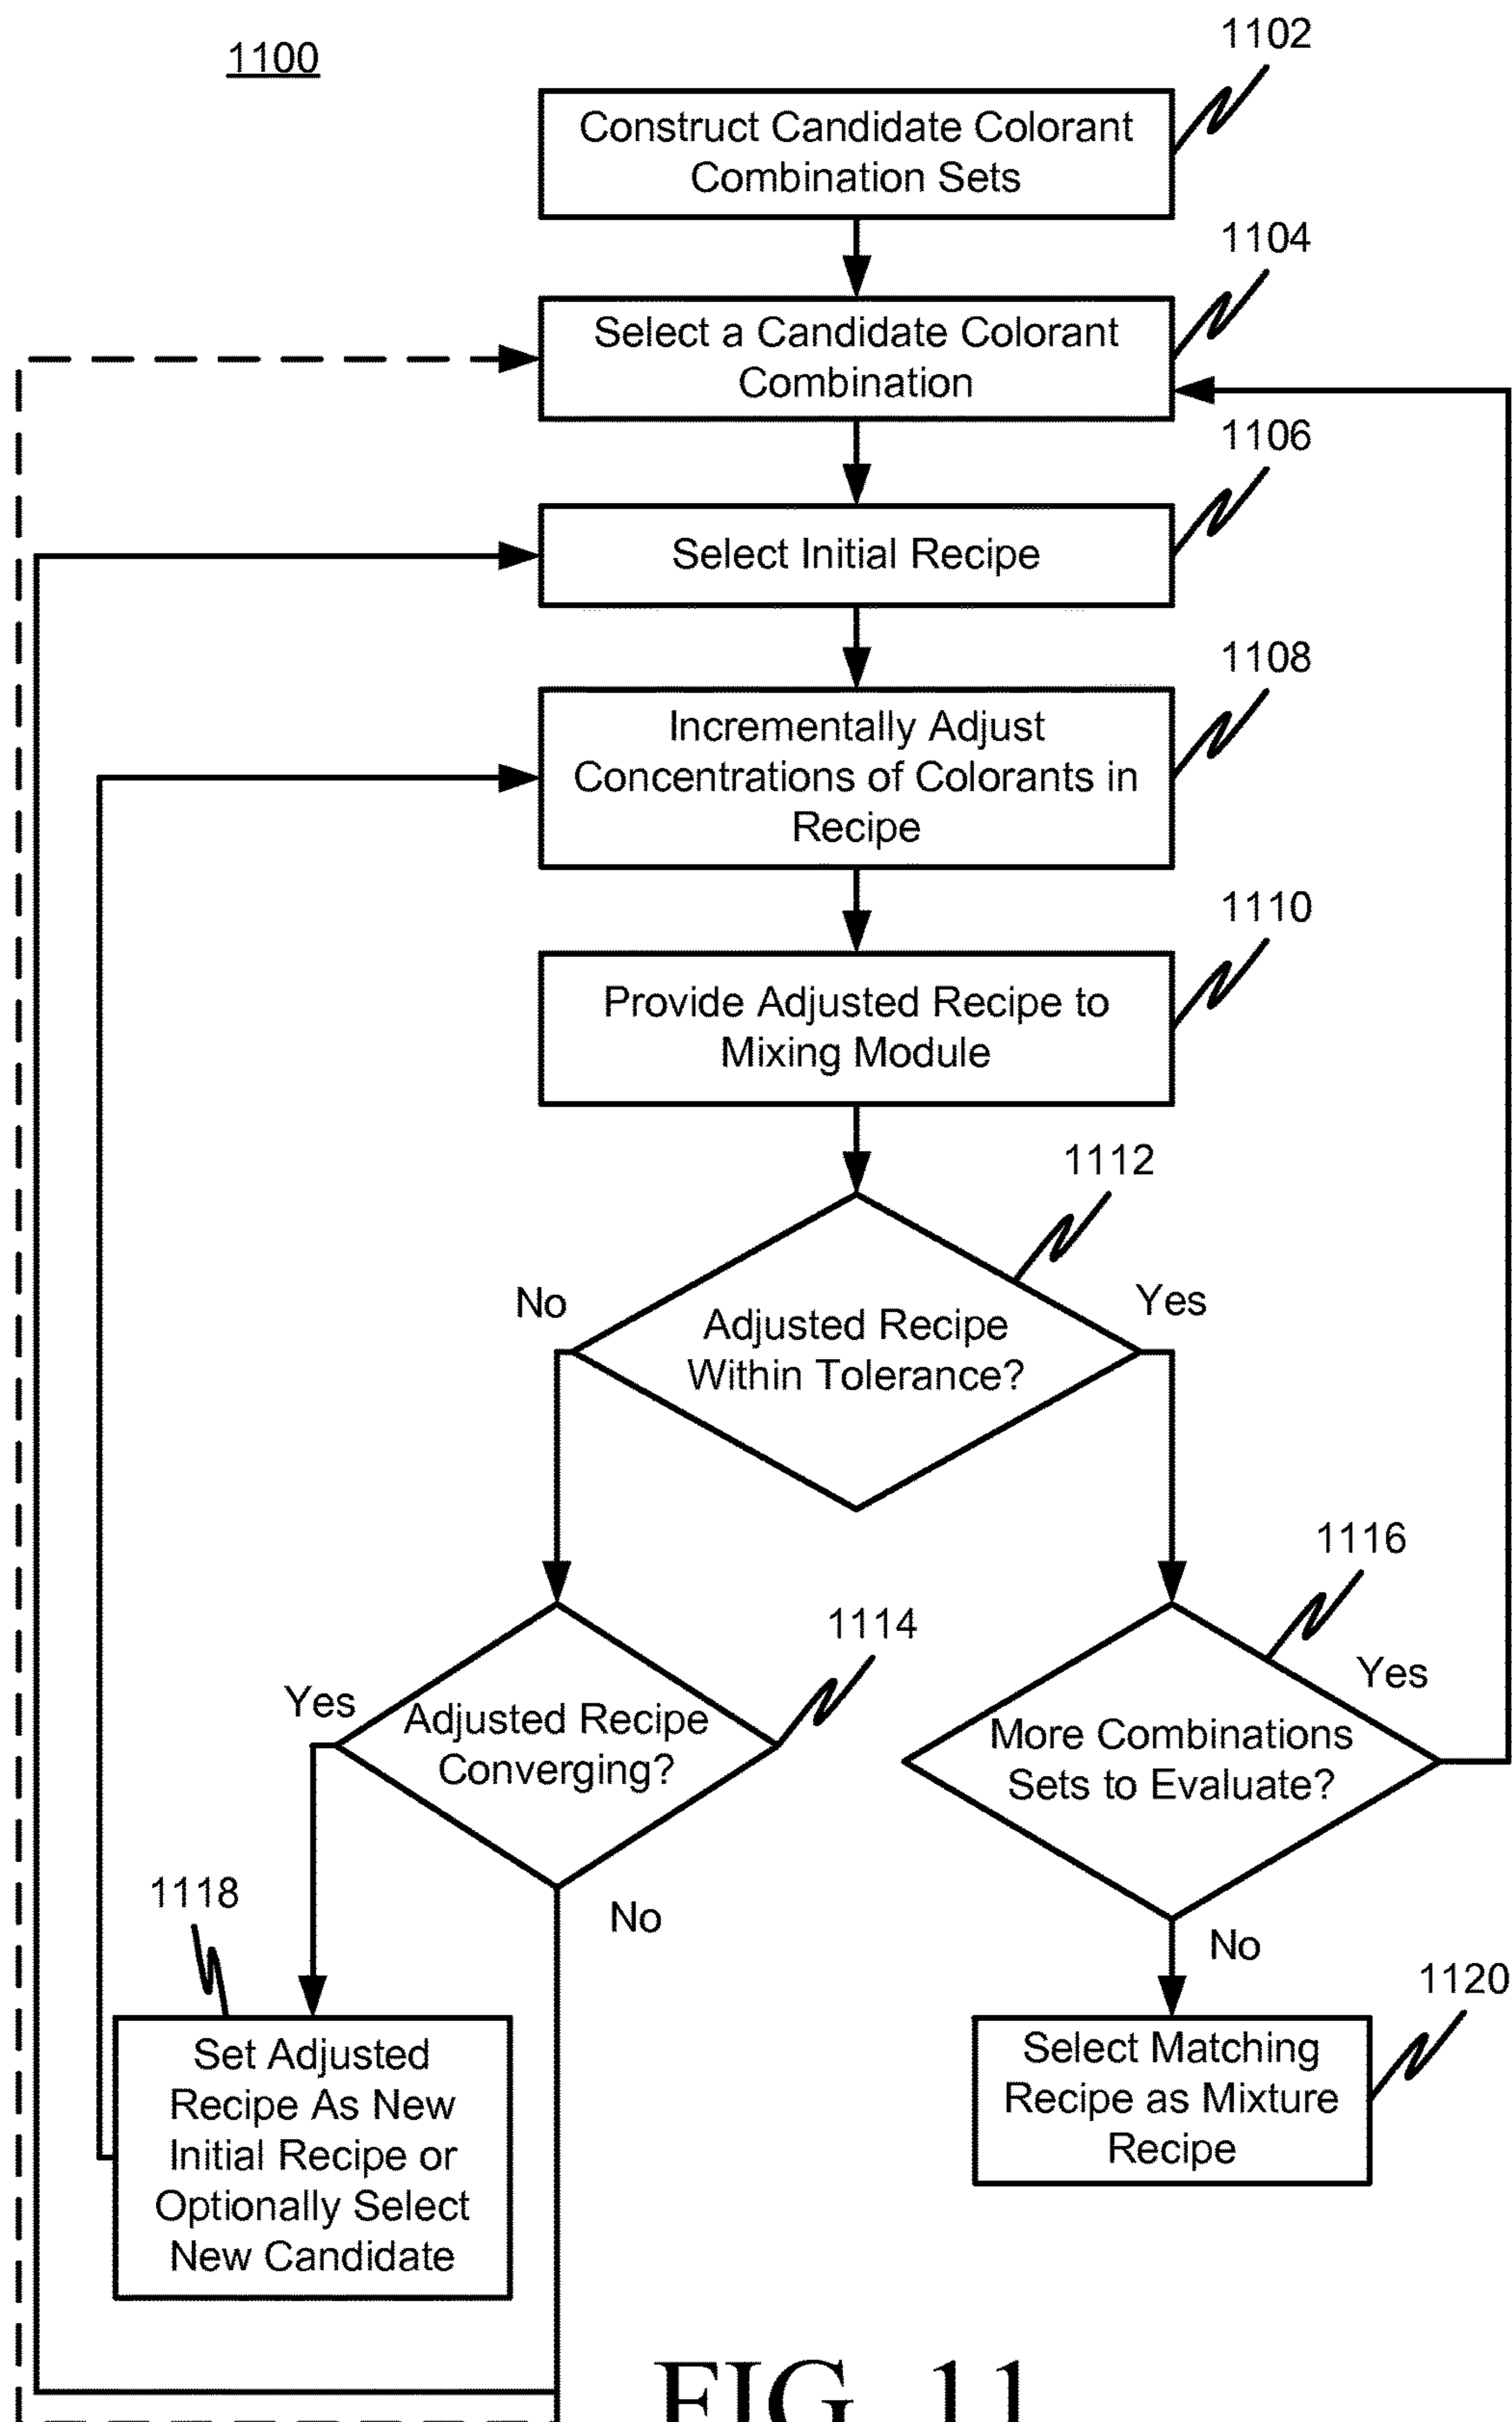 1100
1102
Construct Candidate Colorant
Combination Sets
1104
Select a Candidate Colorant
Combination
1106
Select Initial Recipe
1108
Incrementally Adjust
Concentrations of Colorants in
Recipe
1110
Provide Adjusted Recipe to
Mixing Module
1112
No
Yes
Adjusted Recipe
Within Tolerance?
1116
1114
Yes
Yes
Adjusted Recipe
Converging?
More Combinations
Sets to Evaluate?
1118
No
No
1120
Set Adjusted
Recipe As New
Initial Recipe or
Optionally Select
New Candidate
Select Matching
Recipe as Mixture
Recipe
FIG. 11